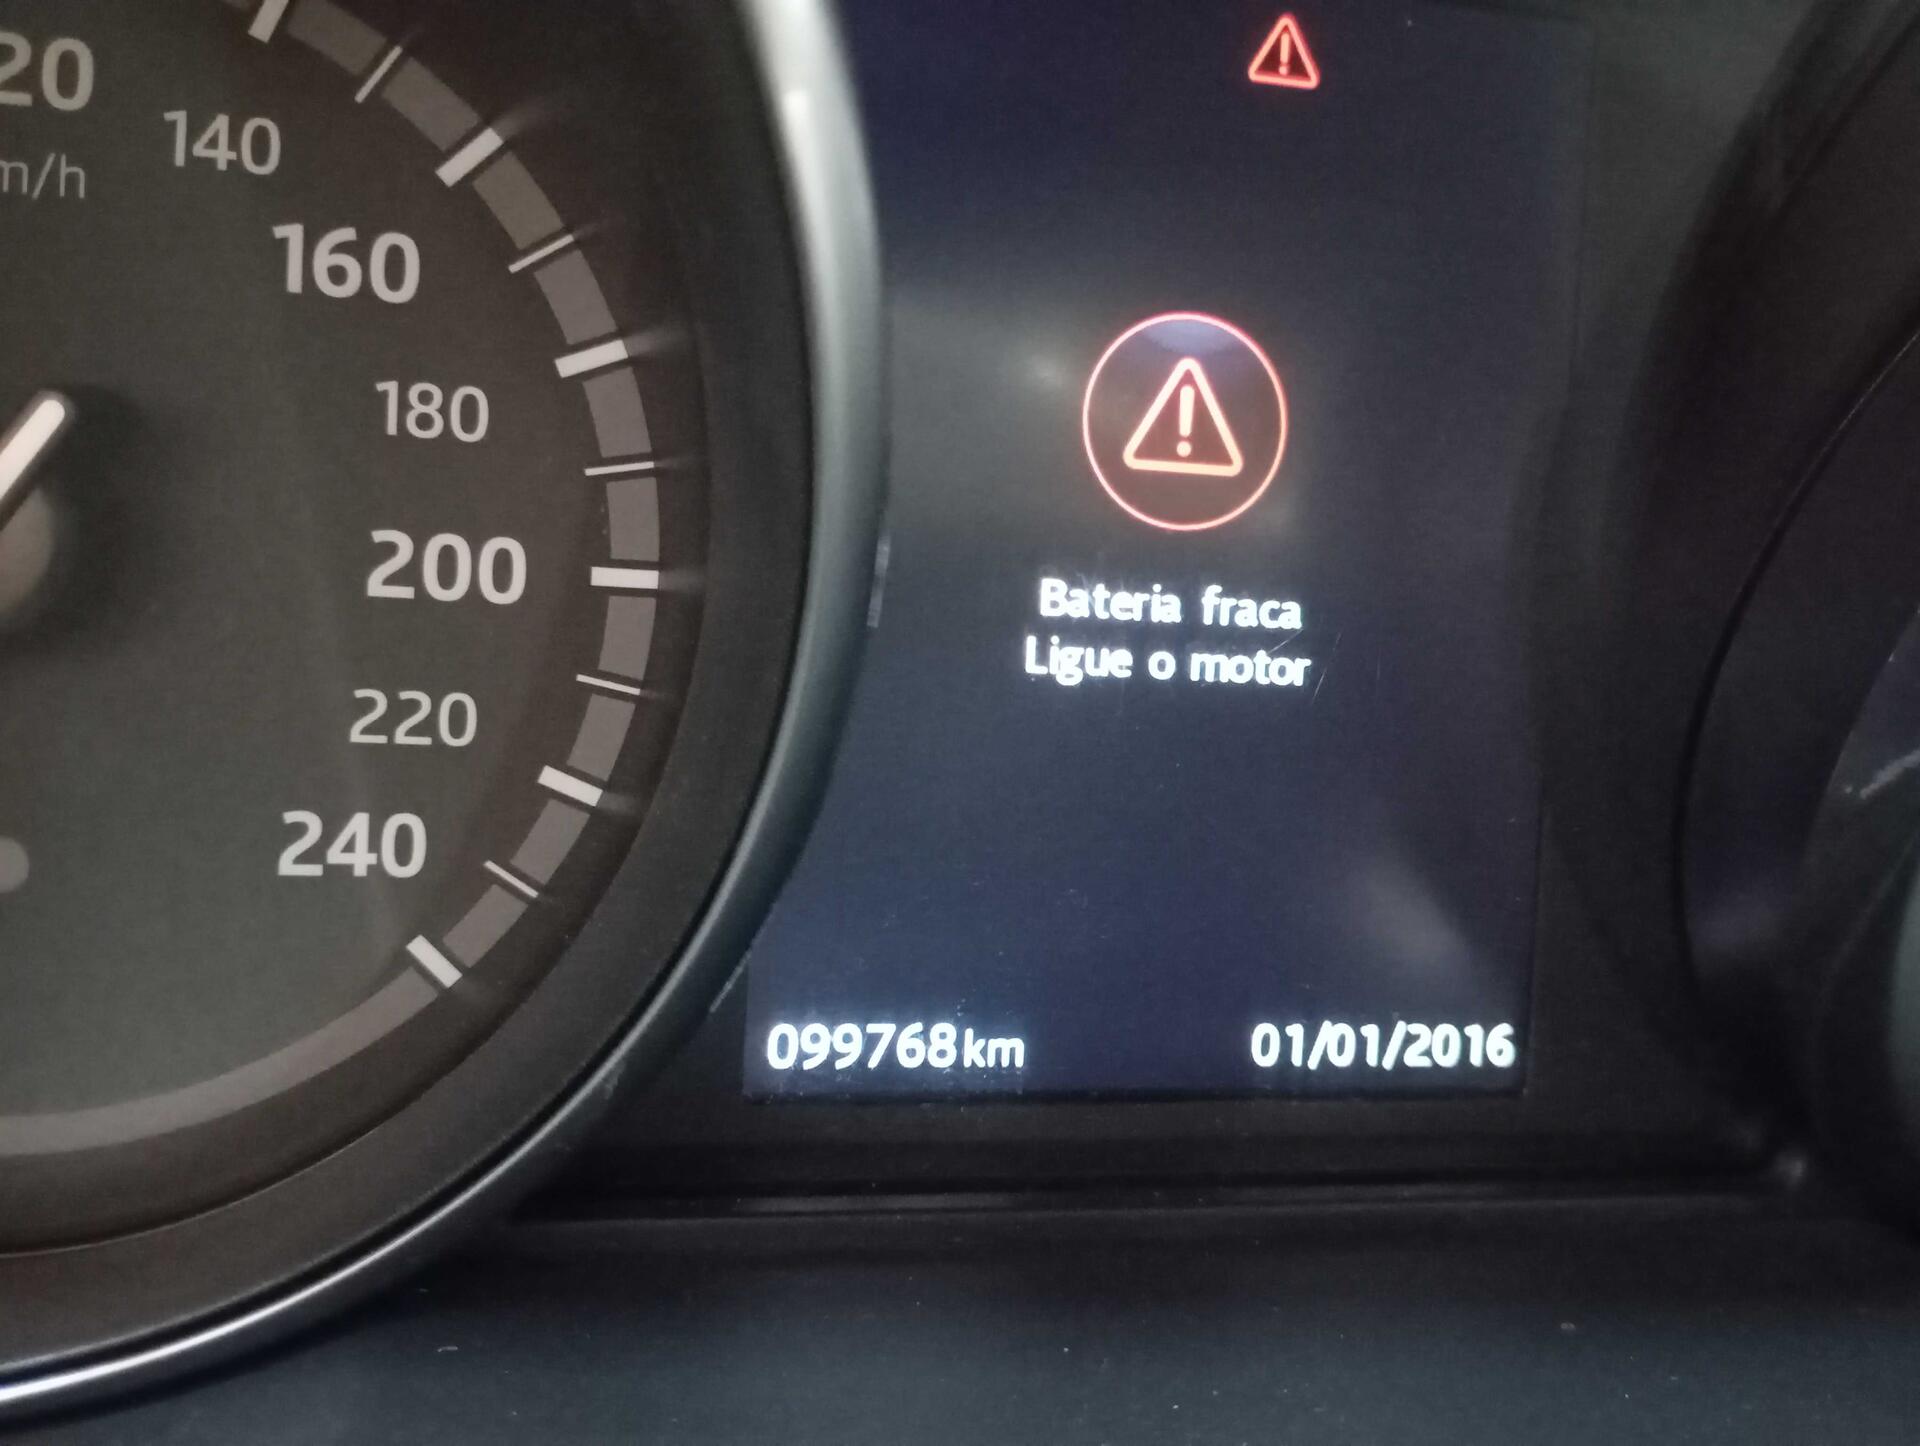 20
m/h
140
160
180
200
220
240
Bateria fraca
Ligue o motor
099768km
01/01/2016